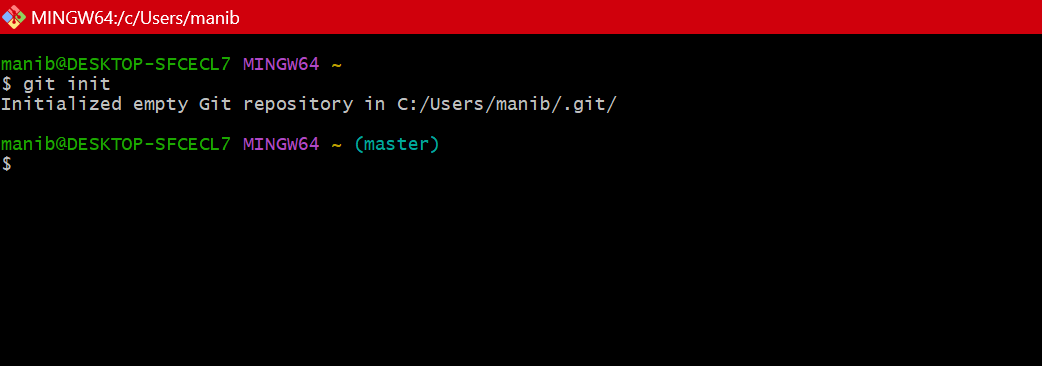 MINGW64:/c/Users/manib
manib@DESKTOP-SFCECL7 MINGW64 ~
$ git init
Initialized empty Git repository in C:/Users/manib/.git/
manib@DESKTOP-SFCECL7 MINGW64 ~ (master)
$